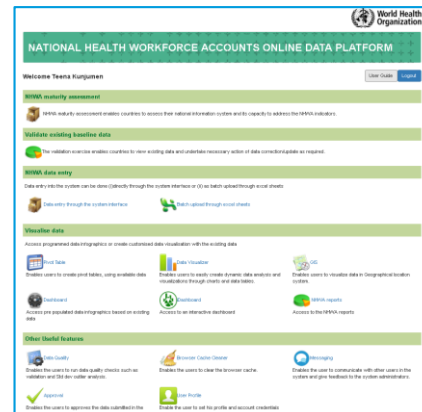 World Health
Organization
NATIONAL HEALTH WORKFORCE ACCOUNTS ONLINE DATA PLATFORM
Welcome Teena Kunjumen
User Guide
Logout
NHWA maturity assessment
NHWA maturity assessment enables countries to assess their national information system and its capacity to address the NHWA indicators.
Validate existing baseline data
The validation exercise enables countries to view existing data and undertake necessary action of data correction/update as required.
NHWA data entry
Data entry into the system can be done (i)directly through the system interface or (ii) as batch upload through excel sheets
Data entry through the system interface
Batch upload through excel sheets
Visualise data
Access programmed data infographics or create customised data visualisation with the existing data.
Pivot Table
Data Visualizer
GIS
Enables users to create pivot tables, using available data
Enables users to easily create dynamic data analysis and
visualizations through charts and data tables.
Enables users to visualize data in Geographical location
system.
Dashboard
Dashboard
NHWA reports
Access pre populated data infographics based on existing
data
Access to an interactive dashboard
Access to the NHWA reports
Other Useful features
Data Quality
Browser Cache Cleaner
Messaging
Enables the users to run data quality checks such as
validation and Std dev outlier analysis.
Enables the users to clear the browser cache.
Enables the user to communicate with other users in the
system and give feedback to the system administrators
Approval
User Profile
Enables the users to approves the data submitted in the
Enable the user to set his profile and account credentials